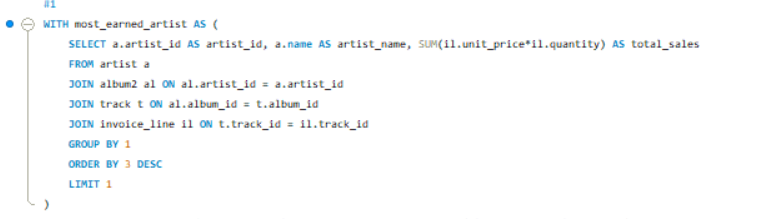 #1
WITH most_earned_artist AS (
SELECT a.artist_id AS artist_id, a.name AS artist_name, SUM(il.unit_price*il.quantity) AS total_sales
FROM artist a
JOIN album2 al ON al.artist_id = a.artist_id
JOIN track t ON al.album_id = t.album_id
JOIN invoice_line il ON t.track_id = il.track_id
GROUP BY 1
ORDER BY 3 DESC
LIMIT 1
)